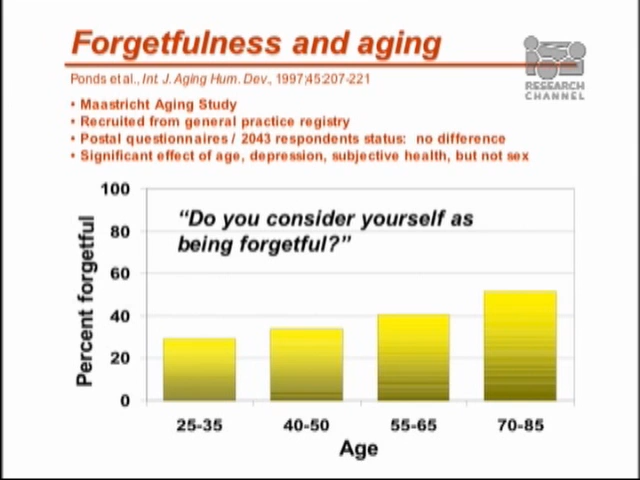 Forgetfulness and aging
RESEARCH
CHANNEL
Ponds et al., Int. J. Aging Hum. Dev., 1997;45:207-221
• Maastricht Aging Study
• Recruited from general practice registry
• Postal questionnaires / 2043 respondents status: no difference
• Significant effect of age, depression, subjective health, but not sex
“Do you consider yourself as
being forgetful?”
Percent forgetful
100
80
60
40
20
0
25-35 40-50 55-65 70-85
Age